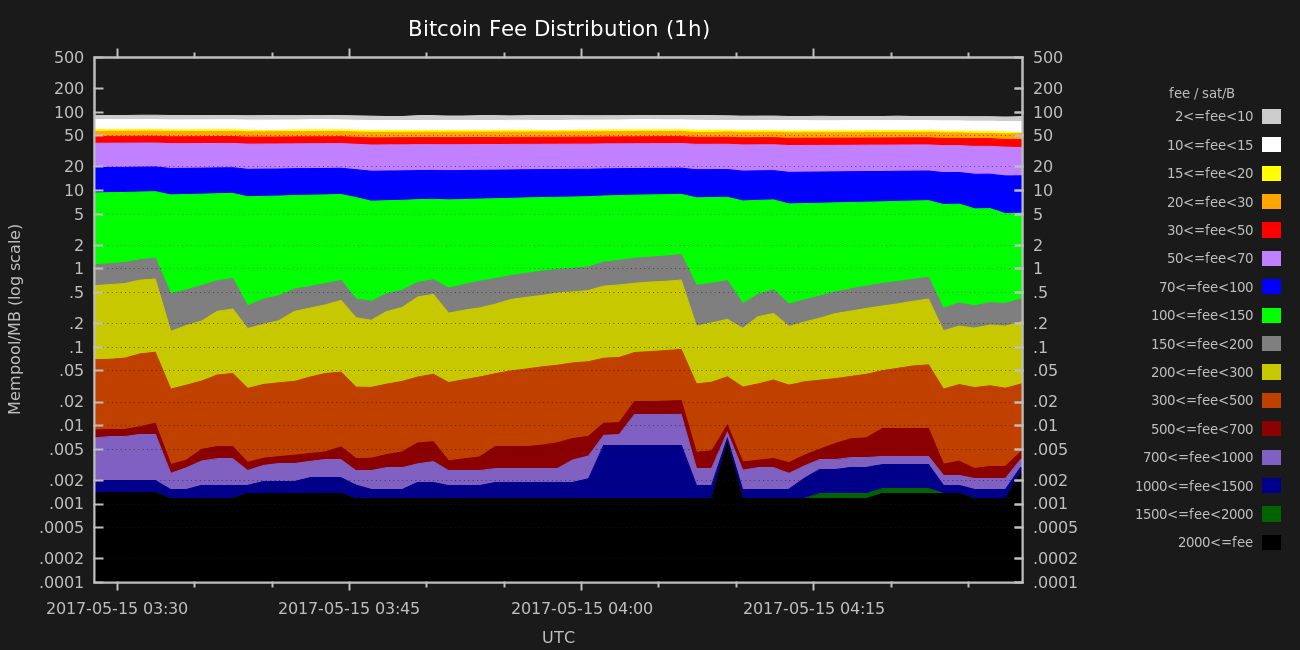 Bitcoin Fee Distribution (1h)
Mempool/MB (log scale)
500
200
100
50
20
10
5
2
1
.5
.2
.1
.05
.02
.01
.005
.002
.001
.0005
.0002
.0001
500
200
100
50
20
10
5
2
1
.5
.2
.1
.05
.02
.01
.005
.002
.001
.0005
.0002
.0001
fee / sat/B
2<=fee<10
10<=fee<15
15<=fee<20
20<=fee<30
30<=fee<50
50<=fee<70
70<=fee<100
100<=fee<150
150<=fee<200
200<=fee<300
300<=fee<500
500<=fee<700
700<=fee<1000
1000<=fee<1500
1500<=fee<2000
2000<=fee
2017-05-15 03:30 2017-05-15 03:45 2017-05-15 04:00 2017-05-15 04:15
UTC